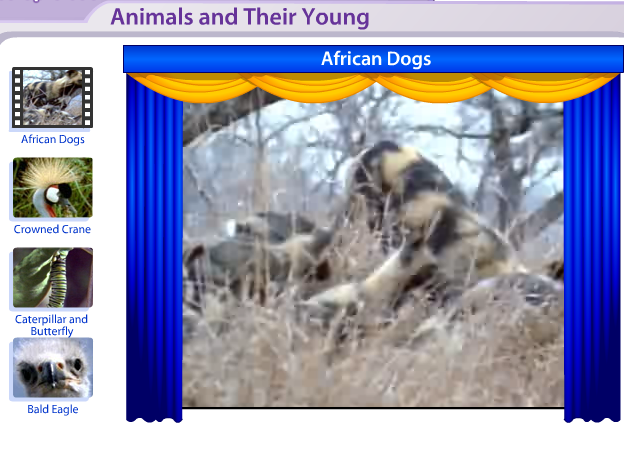 Animals and Their Young
African Dogs
African Dogs
Crowned Crane
Caterpillar and
Butterfly
Bald Eagle